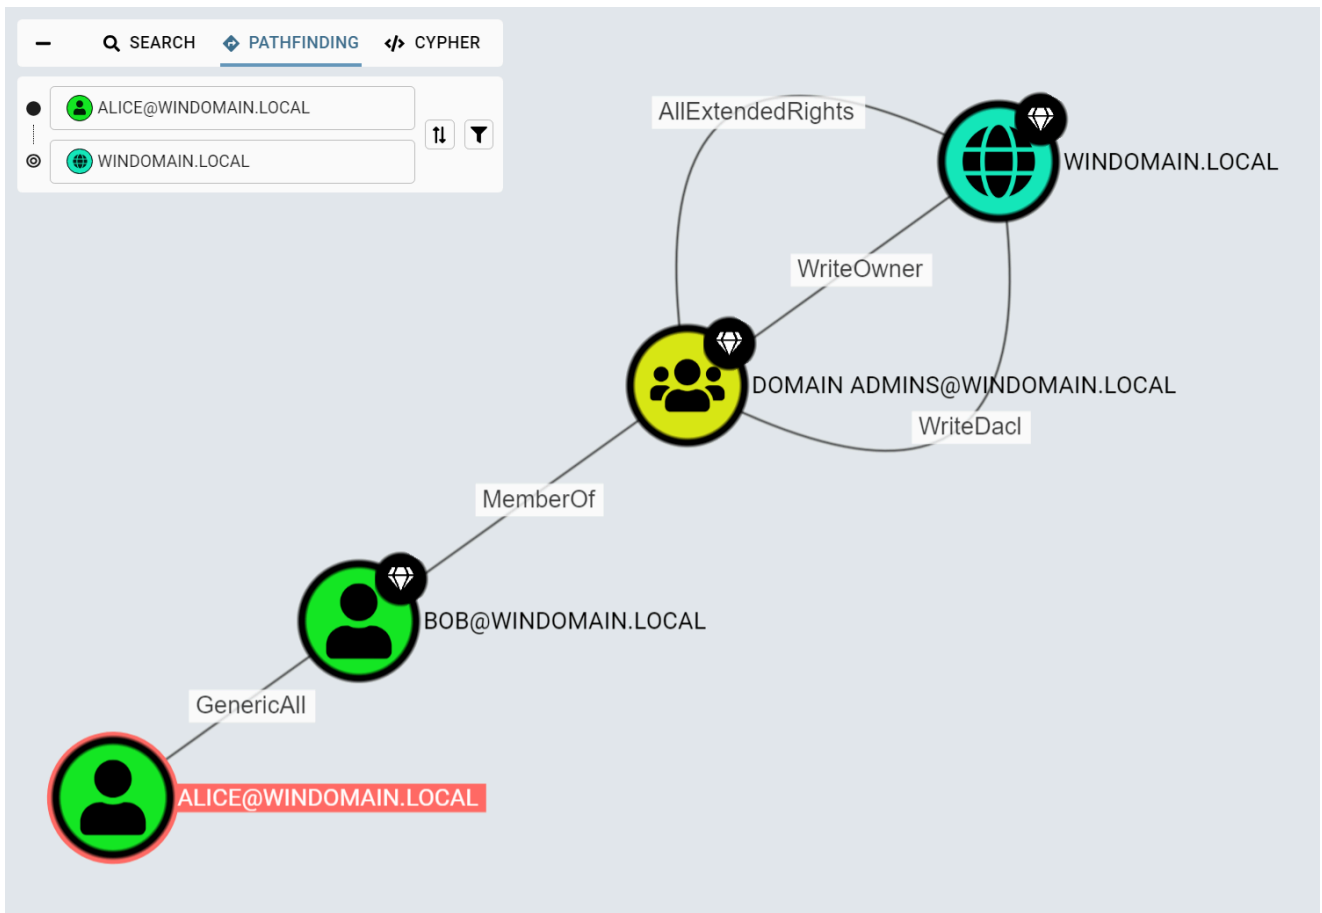 SEARCH PATHFINDING </> CYPHER
ALICE@WINDOMAIN.LOCAL
WINDOMAIN.LOCAL
AllExtendedRights
WINDOMAIN.LOCAL
WriteOwner
DOMAIN ADMINS@WINDOMAIN.LOCAL
WriteDacl
MemberOf
BOB@WINDOMAIN.LOCAL
GenericAll
ALICE@WINDOMAIN.LOCAL